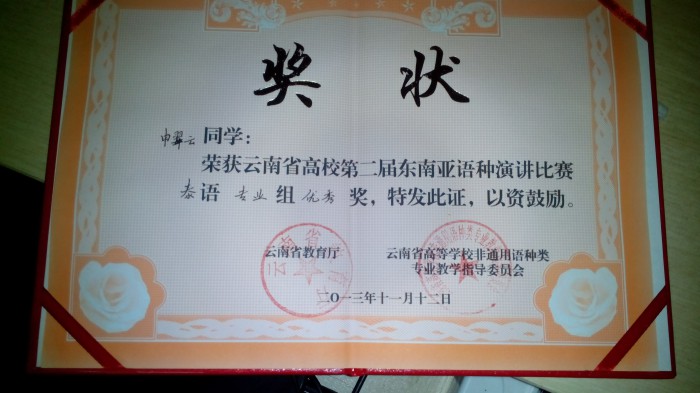 奖 状
申翠云同学：
荣获云南省高校第二届东南亚语种演讲比赛
泰语 专业 组 优秀 奖，特发此证，以资鼓励。
云南省教育厅
云南省高等学校非通用语种类
专业教学指导委员会
二〇一三年十一月十二日